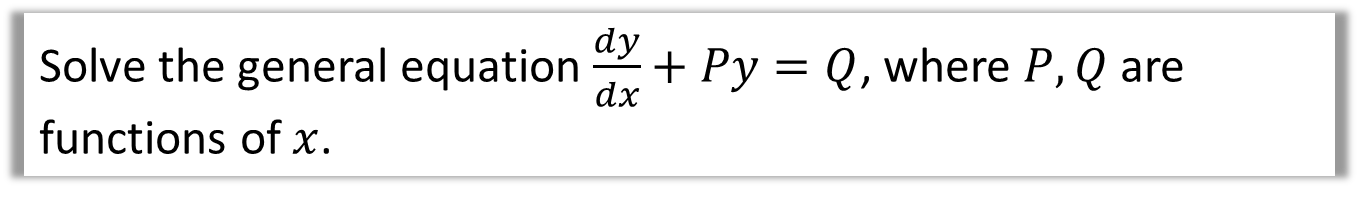 Solve the general equation dy/dx + Py = Q, where P, Q are
functions of x.